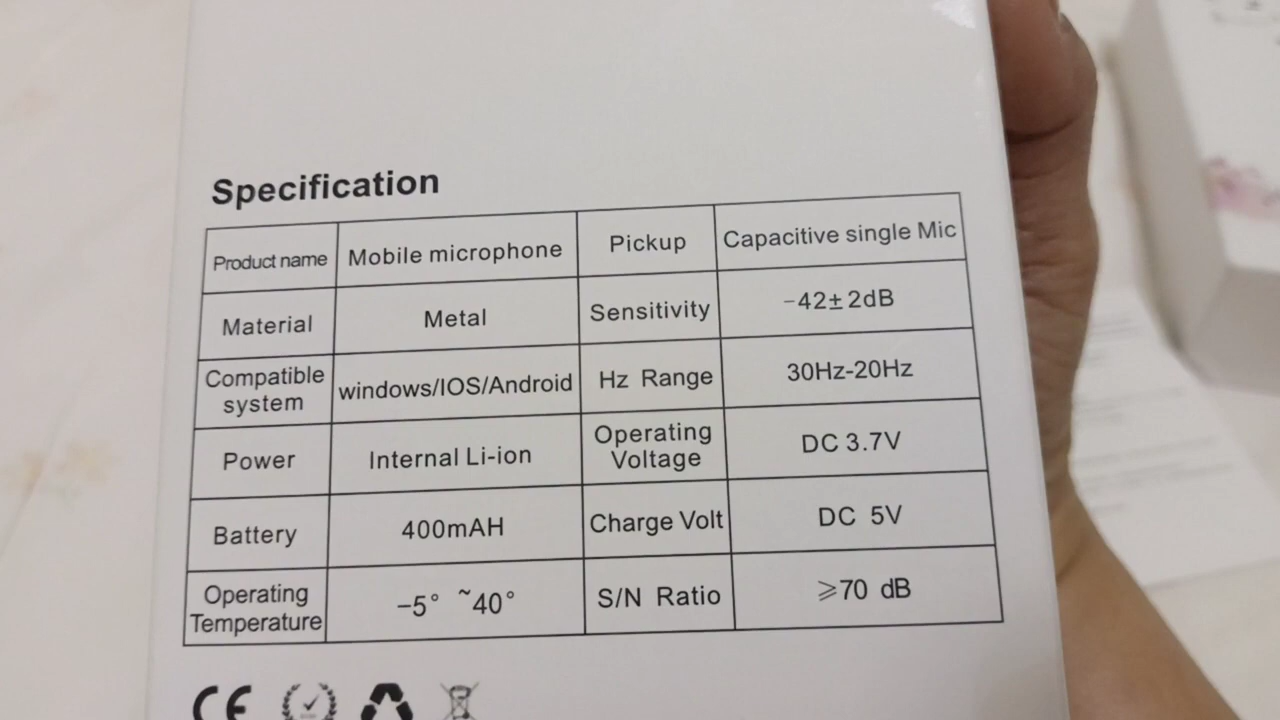 Specification
Product name Mobile microphone Pickup Capacitive single Mic
Material Metal Sensitivity -42±2dB
Compatible
system windows/IOS/Android Hz Range 30Hz-20Hz
Power Internal Li-ion Operating
Voltage DC 3.7V
Battery 400mAH Charge Volt DC 5V
Operating
Temperature -5° ~40° S/N Ratio ⩾70 dB
CE